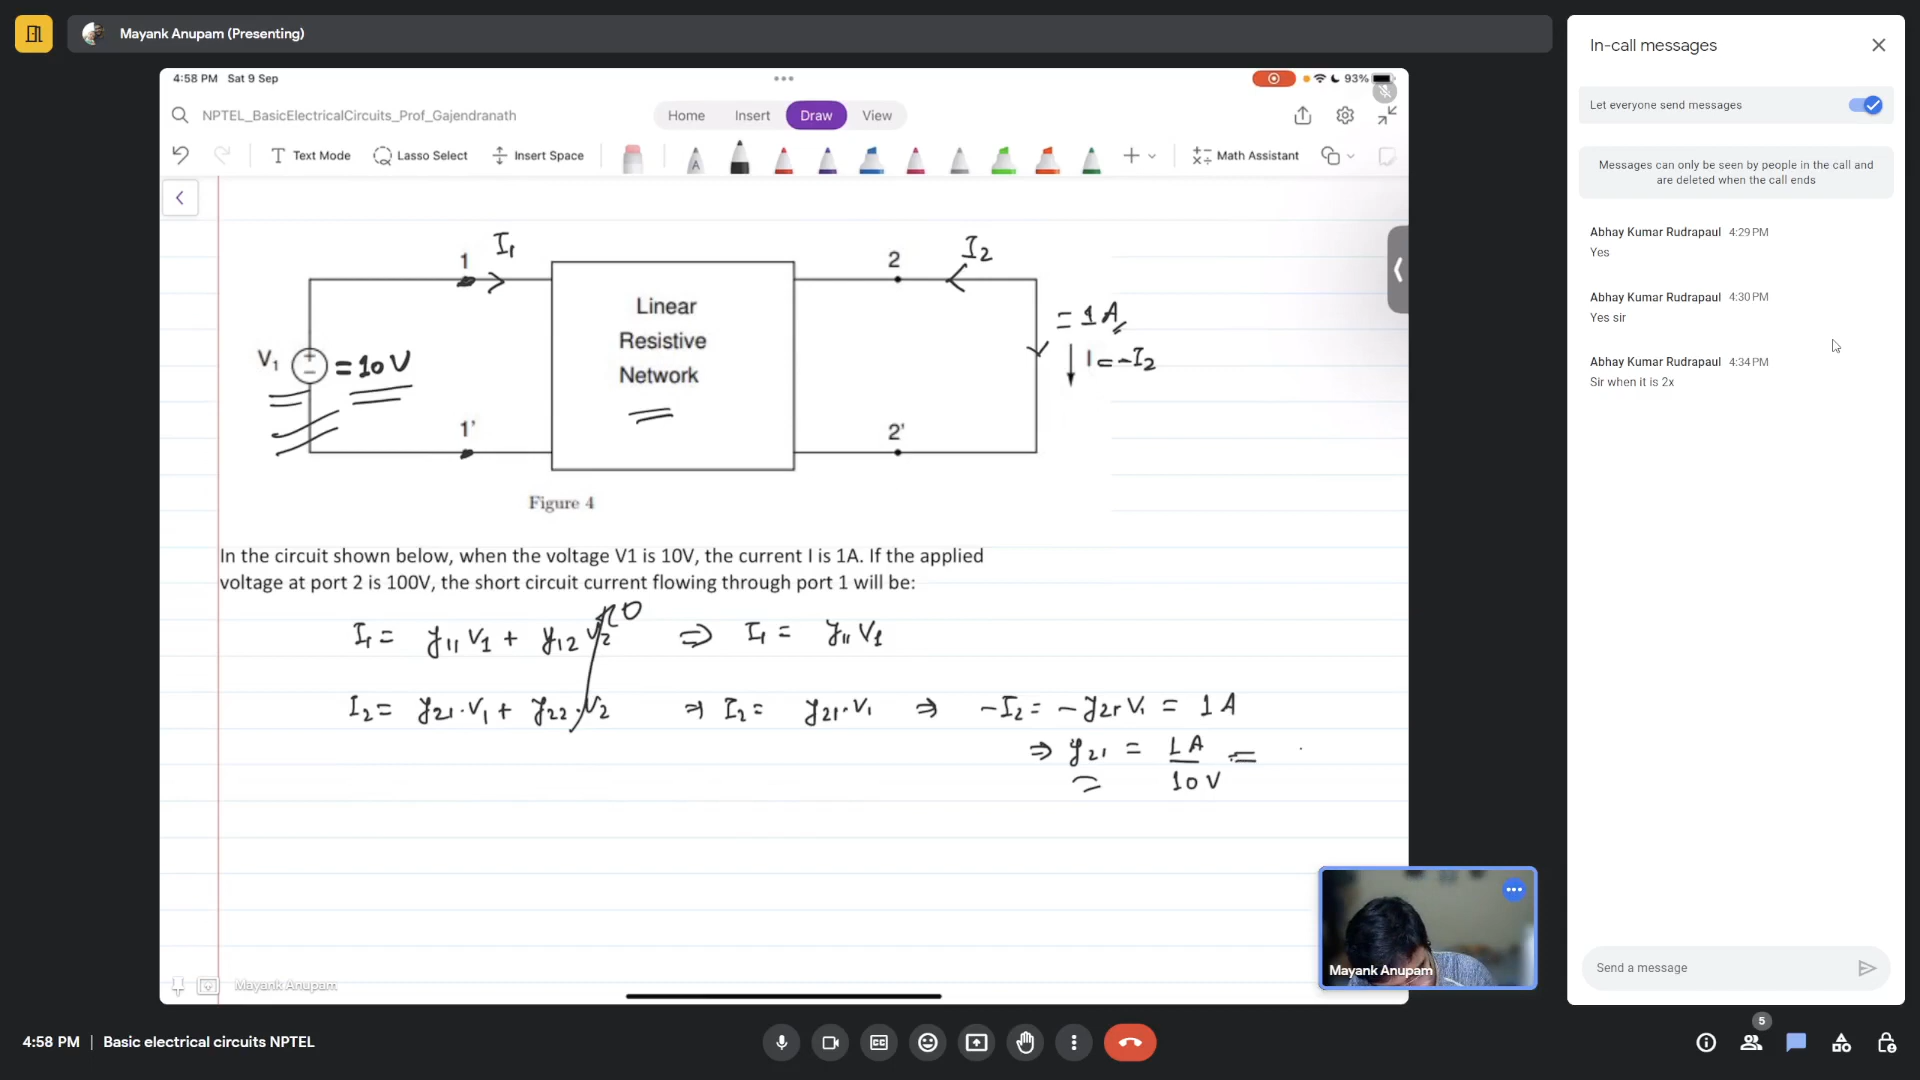 Mayank Anupam (Presenting)
4:58 PM Sat 9 Sep
93%
NPTEL_BasicElectricalCircuits_Prof_Gajendranath
Home Insert Draw View
Text Mode Lasso Select Insert Space A Math Assistant
1 I1 2 I2
Linear
Resistive
Network
= 1A
I = -I2
V1 = 10V
1' 2'
Figure 4
In the circuit shown below, when the voltage V1 is 10V, the current I is 1A. If the applied
voltage at port 2 is 100V, the short circuit current flowing through port 1 will be:
I1 = y11 V1 + y12 V2 0 ⇒ I1 = y11 V1
I2 = y21·V1 + y22·V2 ⇒ I2 = y21·V1 ⇒ -I2 = -y21 V1 = 1A
⇒ y21 = 1A / 10V =
Mayank Anupam
Mayank Anupam
4:58 PM | Basic electrical circuits NPTEL
5
In-call messages
Let everyone send messages
Messages can only be seen by people in the call and
are deleted when the call ends
Abhay Kumar Rudrapaul 4:29 PM
Yes
Abhay Kumar Rudrapaul 4:30 PM
Yes sir
Abhay Kumar Rudrapaul 4:34 PM
Sir when it is 2x
Send a message